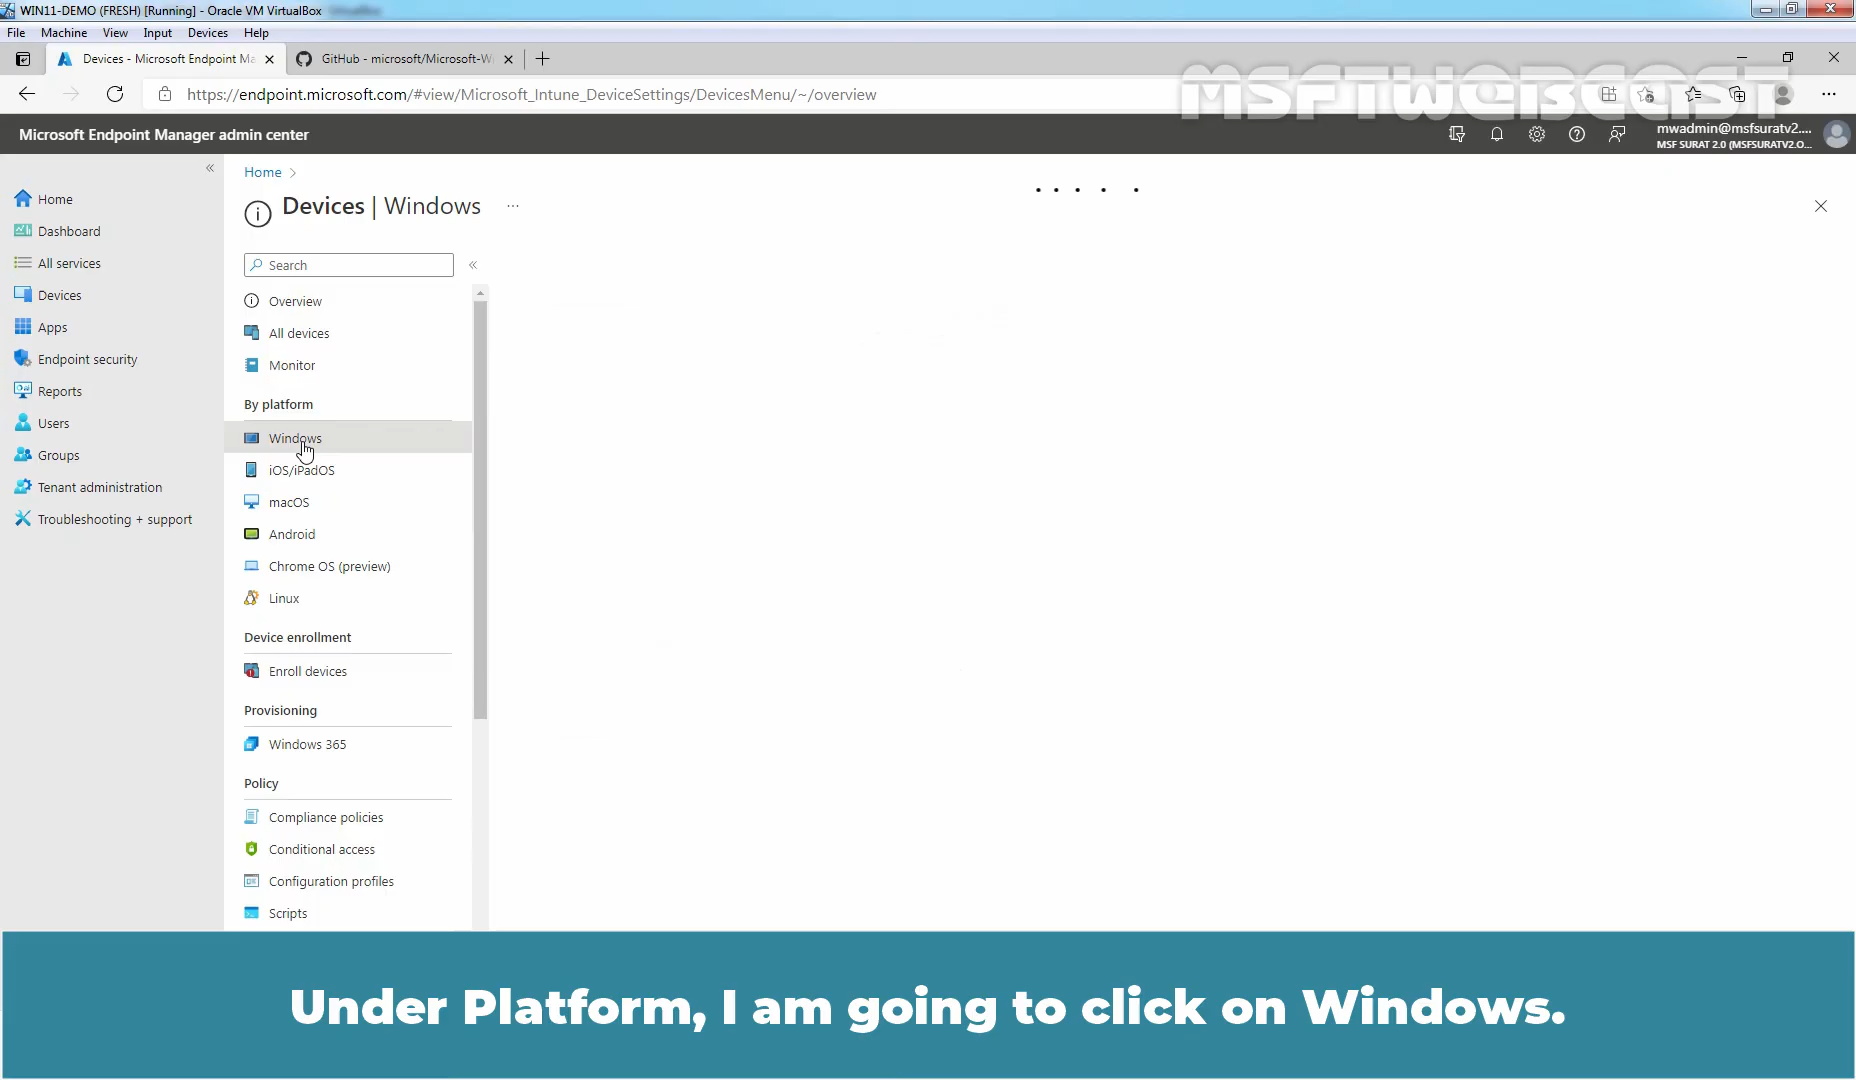 WIN11-DEMO (FRESH) [Running] - Oracle VM VirtualBox
File Machine View Input Devices Help
Devices - Microsoft Endpoint Ma
GitHub - microsoft/Microsoft-Wi
https://endpoint.microsoft.com/#view/Microsoft_Intune_DeviceSettings/DevicesMenu/~/overview
MSFTWEBCAST
Microsoft Endpoint Manager admin center
mwadmin@msfsuratv2....
MSF SURAT 2.0 (MSFSURATV2.O...
Home
Dashboard
All services
Devices
Apps
Endpoint security
Reports
Users
Groups
Tenant administration
Troubleshooting + support
Home
Devices | Windows
Search
Overview
All devices
Monitor
By platform
Windows
iOS/iPadOS
macOS
Android
Chrome OS (preview)
Linux
Device enrollment
Enroll devices
Provisioning
Windows 365
Policy
Compliance policies
Conditional access
Configuration profiles
Scripts
Under Platform, I am going to click on Windows.